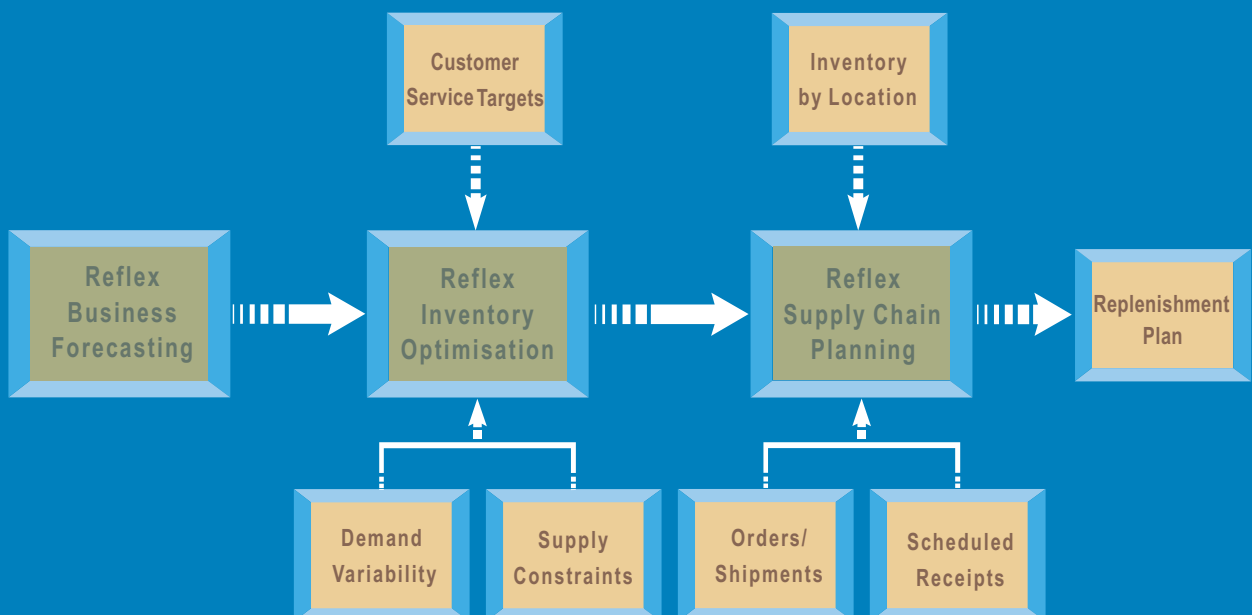 Customer
Service Targets
Inventory
by Location
Reflex
Business
Forecasting
Reflex
Inventory
Optimisation
Reflex
Supply Chain
Planning
Replenishment
Plan
Demand
Variability
Supply
Constraints
Orders/
Shipments
Scheduled
Receipts